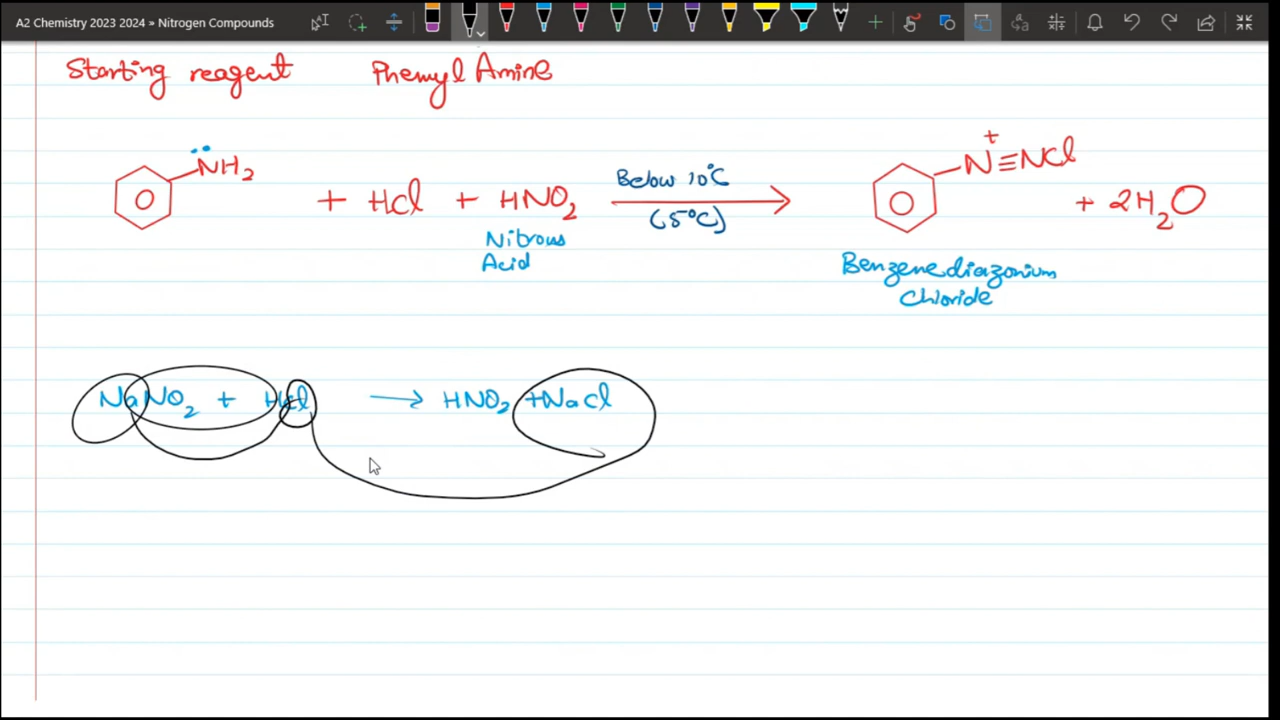 A2 Chemistry 2023 2024 » Nitrogen Compounds
Starting reagent Phenyl Amine
NH2 + HCl + HNO2 Below 10°C (5°C) N+≡NCl + 2H2O
Nitrous Acid
Benzenediazonium Chloride
NaNO2 + HCl → HNO2 + NaCl